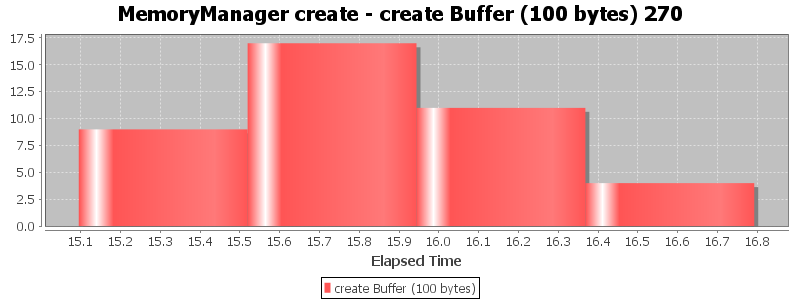 MemoryManager create - create Buffer (100 bytes) 270
17.5
15.0
12.5
10.0
7.5
5.0
2.5
0.0
15.1 15.2 15.3 15.4 15.5 15.6 15.7 15.8 15.9 16.0 16.1 16.2 16.3 16.4 16.5 16.6 16.7 16.8
Elapsed Time
create Buffer (100 bytes)